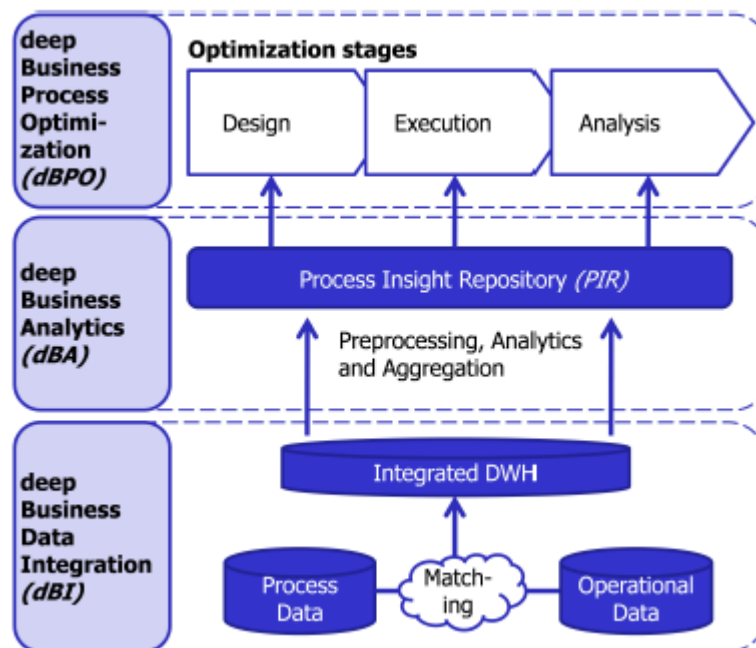 deep
Business
Process
Optimi-
zation
(dBPO)
Optimization stages
Design
Execution
Analysis
deep
Business
Analytics
(dBA)
Process Insight Repository (PIR)
Preprocessing, Analytics
and Aggregation
deep
Business
Data
Integration
(dBI)
Integrated DWH
Process
Data
Match-
ing
Operational
Data